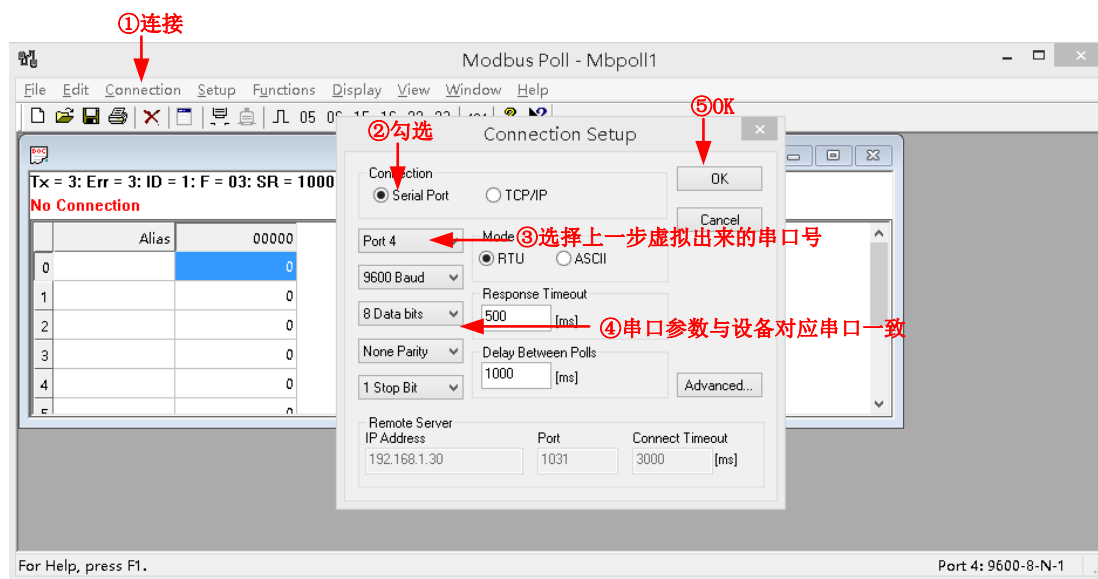 ①连接
Modbus Poll - Mbpoll1
File Edit Connection Setup Functions Display View Window Help
05
⑤OK
②勾选
Connection Setup
Tx = 3: Err = 3: ID = 1: F = 03: SR = 1000
No Connection
Alias 00000
0 0
1 0
2 0
3 0
4 0
Connection
Serial Port TCP/IP
OK
Cancel
Port 4
③选择上一步虚拟出来的串口号
Mode
RTU ASCII
9600 Baud
Response Timeout
8 Data bits
500 [ms]
④串口参数与设备对应串口一致
None Parity
Delay Between Polls
1000 [ms]
1 Stop Bit
Advanced...
Remote Server
IP Address Port Connect Timeout
192.168.1.30 1031 3000 [ms]
For Help, press F1.
Port 4: 9600-8-N-1